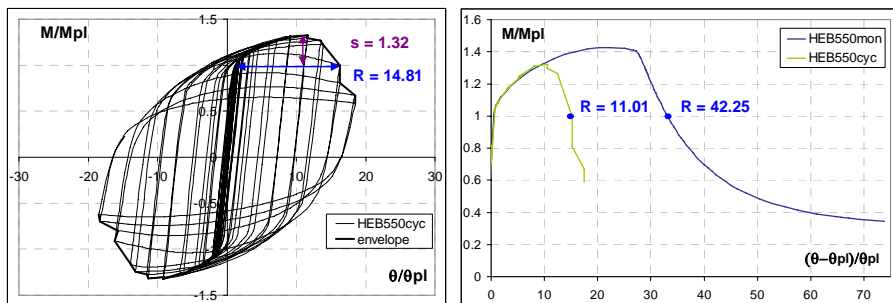 M/Mpl
1.5
s = 1.32
R = 14.81
0.5
0
-30 -20 -10 0 10 20 30
-0.5
HEB550cyc
envelope
θ/θpl
-1.5
M/Mpl
1.6
1.4
1.2
1
0.8
0.6
0.4
0.2
0
HEB550mon
HEB550cyc
R = 11.01
R = 42.25
0 10 20 30 40 50 60 70
(θ-θpl)/θpl